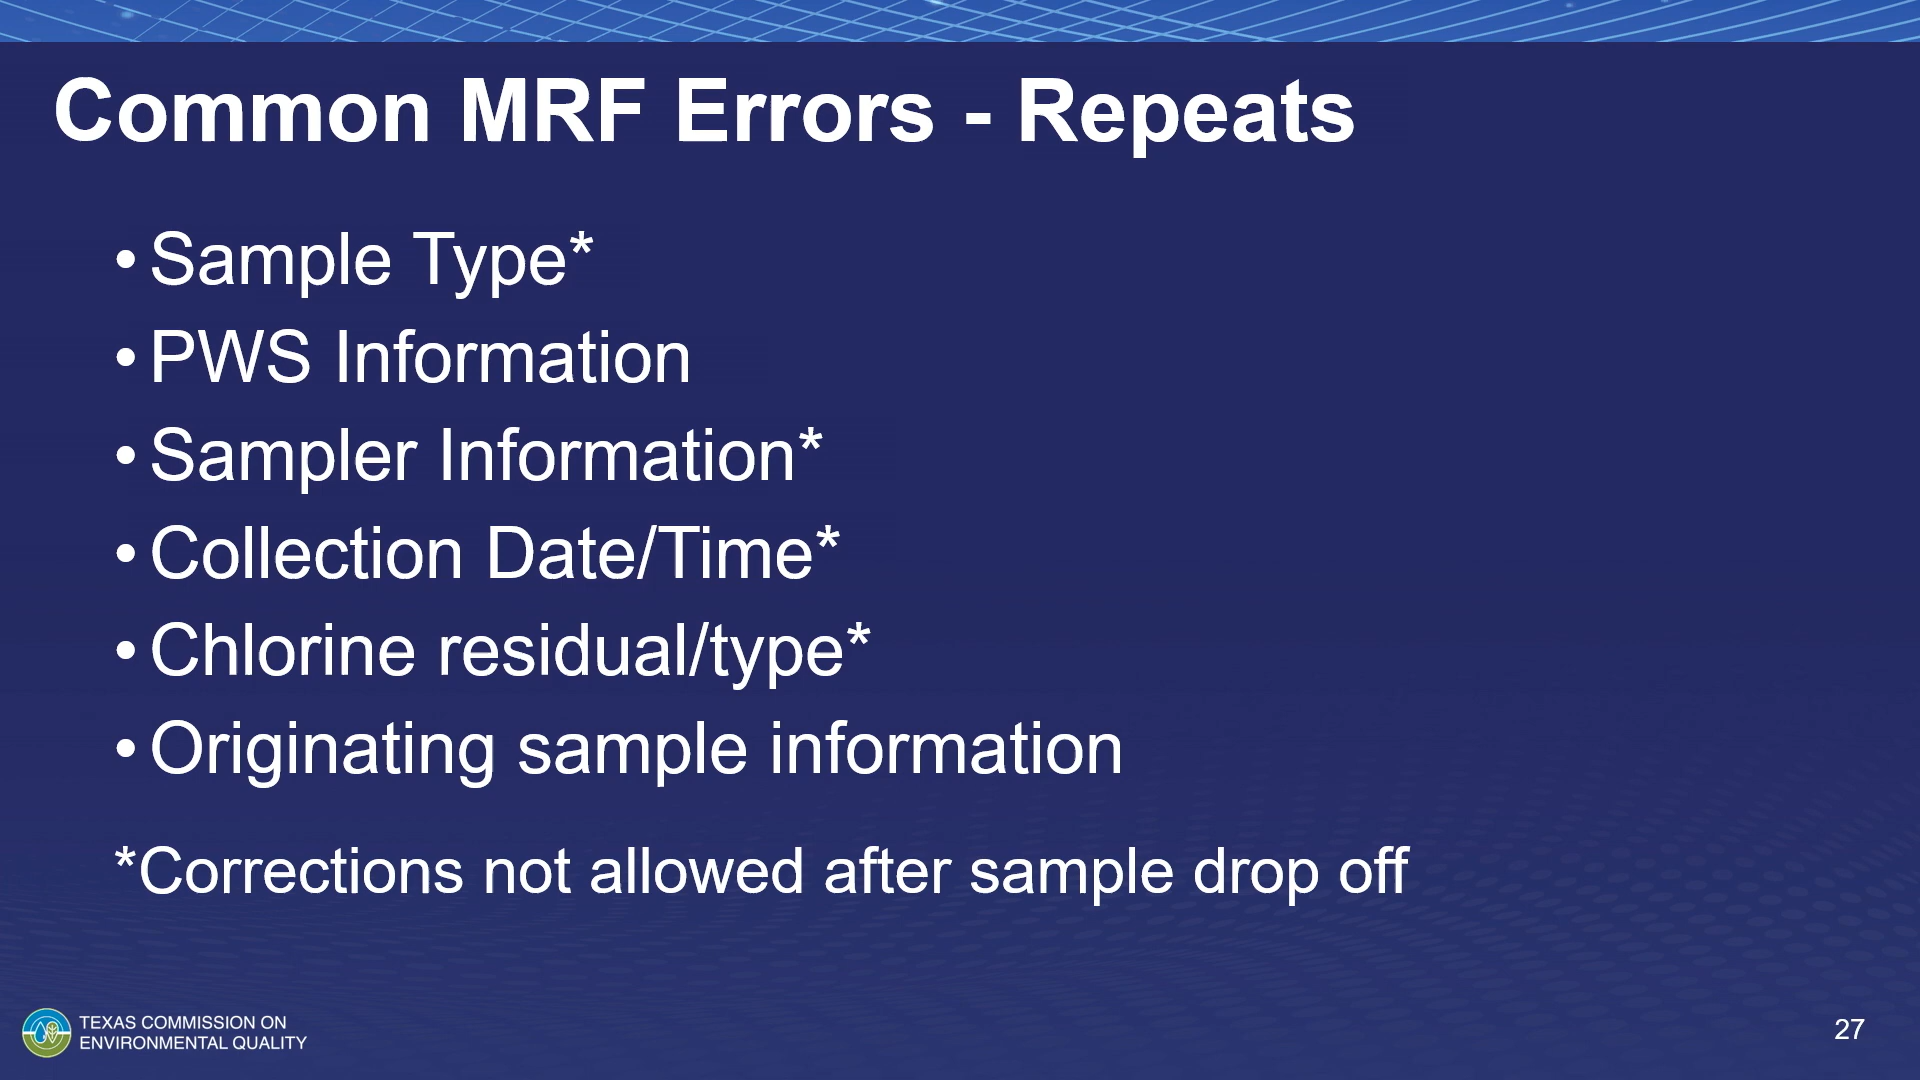 Common MRF Errors - Repeats
• Sample Type*
• PWS Information
• Sampler Information*
• Collection Date/Time*
• Chlorine residual/type*
• Originating sample information
*Corrections not allowed after sample drop off
TEXAS COMMISSION ON
ENVIRONMENTAL QUALITY
27